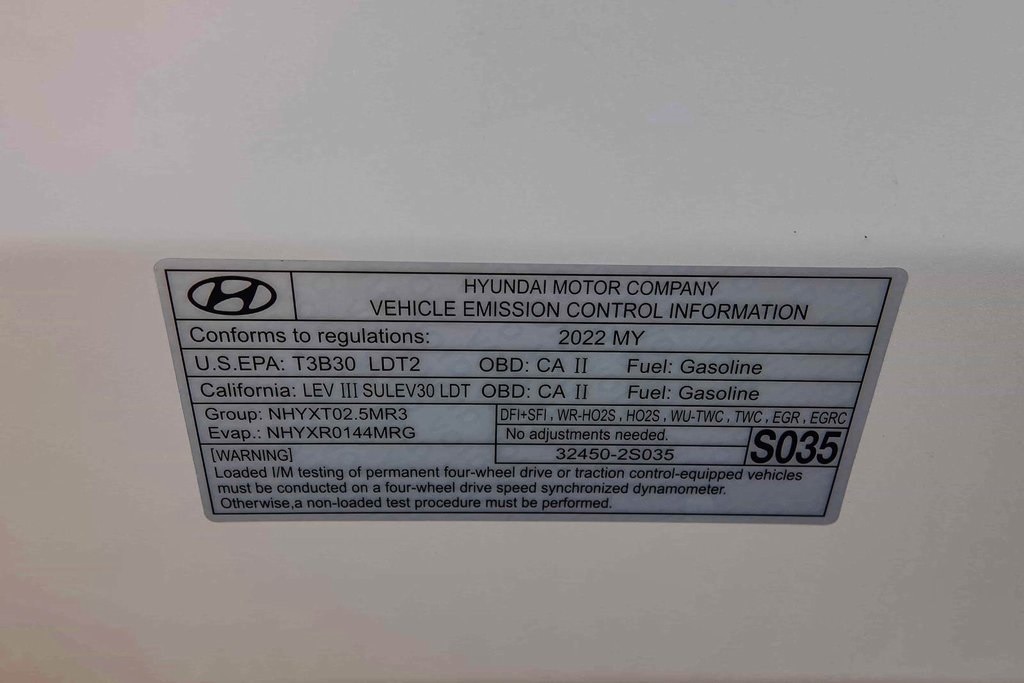 HYUNDAI MOTOR COMPANY
VEHICLE EMISSION CONTROL INFORMATION
Conforms to regulations: 2022 MY
U.S.EPA: T3B30 LDT2 OBD: CA II Fuel: Gasoline
California: LEV III SULEV30 LDT OBD: CA II Fuel: Gasoline
Group: NHYXT02.5MR3
Evap.: NHYXR0144MRG
DFI+SFI , WR-HO2S , HO2S , WU-TWC , TWC , EGR , EGRC
No adjustments needed.
32450-2S035
S035
[WARNING]
Loaded I/M testing of permanent four-wheel drive or traction control-equipped vehicles
must be conducted on a four-wheel drive speed synchronized dynamometer.
Otherwise,a non-loaded test procedure must be performed.